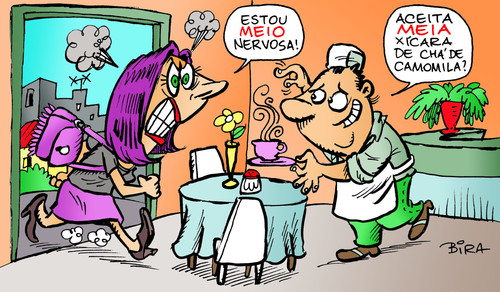 ESTOU
MEIO
NERVOSA!
ACEITA
MEIA
XÍCARA
DE CHÁ DE
CAMOMILA?
BIRA